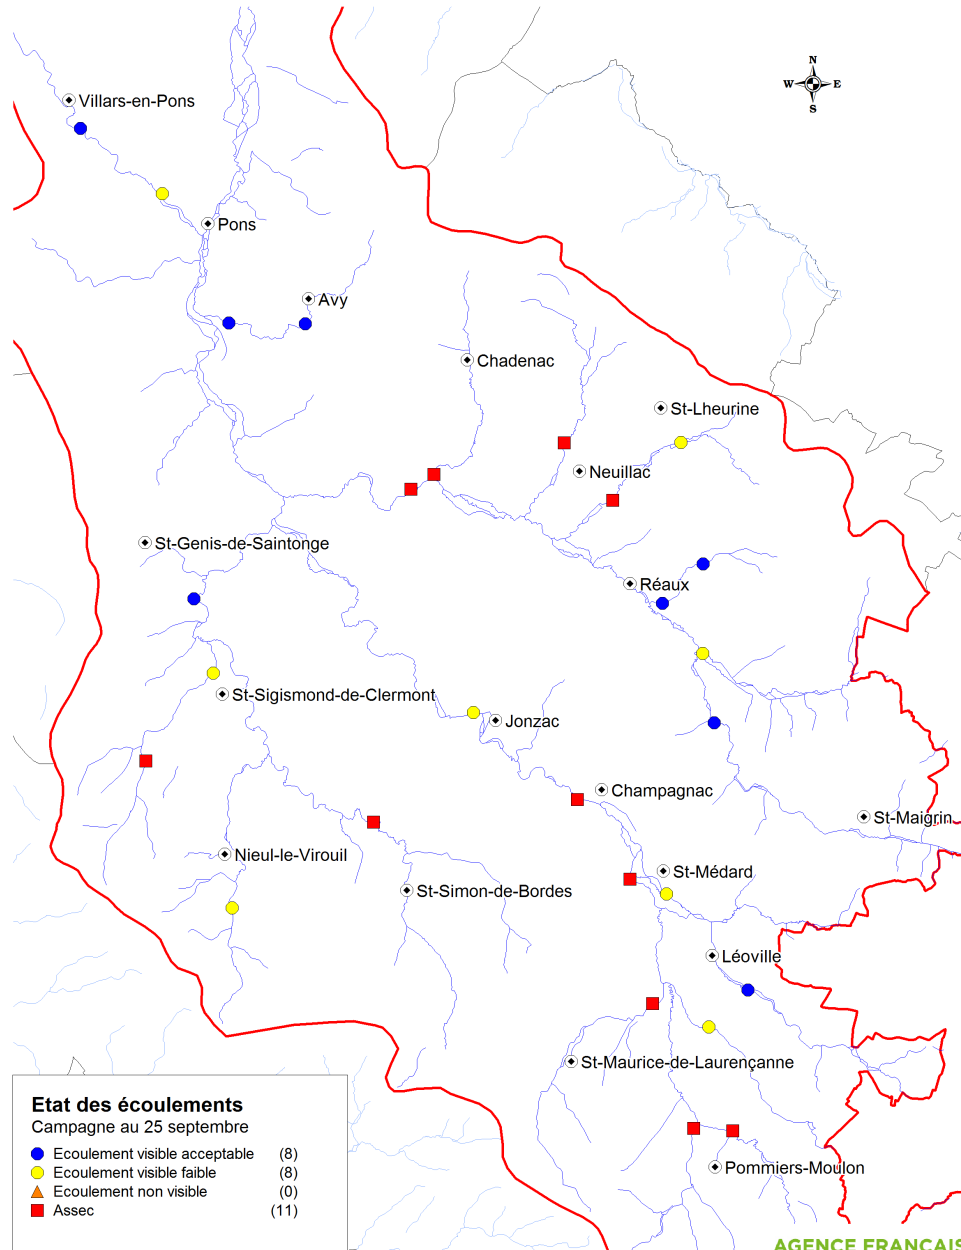 N
W E
S
Villars-en-Pons
Pons
Avy
Chadenac
St-Lheurine
Neuillac
St-Genis-de-Saintonge
Réaux
St-Sigismond-de-Clermont
Jonzac
Champagnac
St-Maigrin
Nieul-le-Virouil
St-Médard
St-Simon-de-Bordes
Léoville
St-Maurice-de-Laurençanne
Pommiers-Moulon
Etat des écoulements
Campagne au 25 septembre
Ecoulement visible acceptable (8)
Ecoulement visible faible (8)
Ecoulement non visible (0)
Assec (11)
AGENCE FRANÇAIS